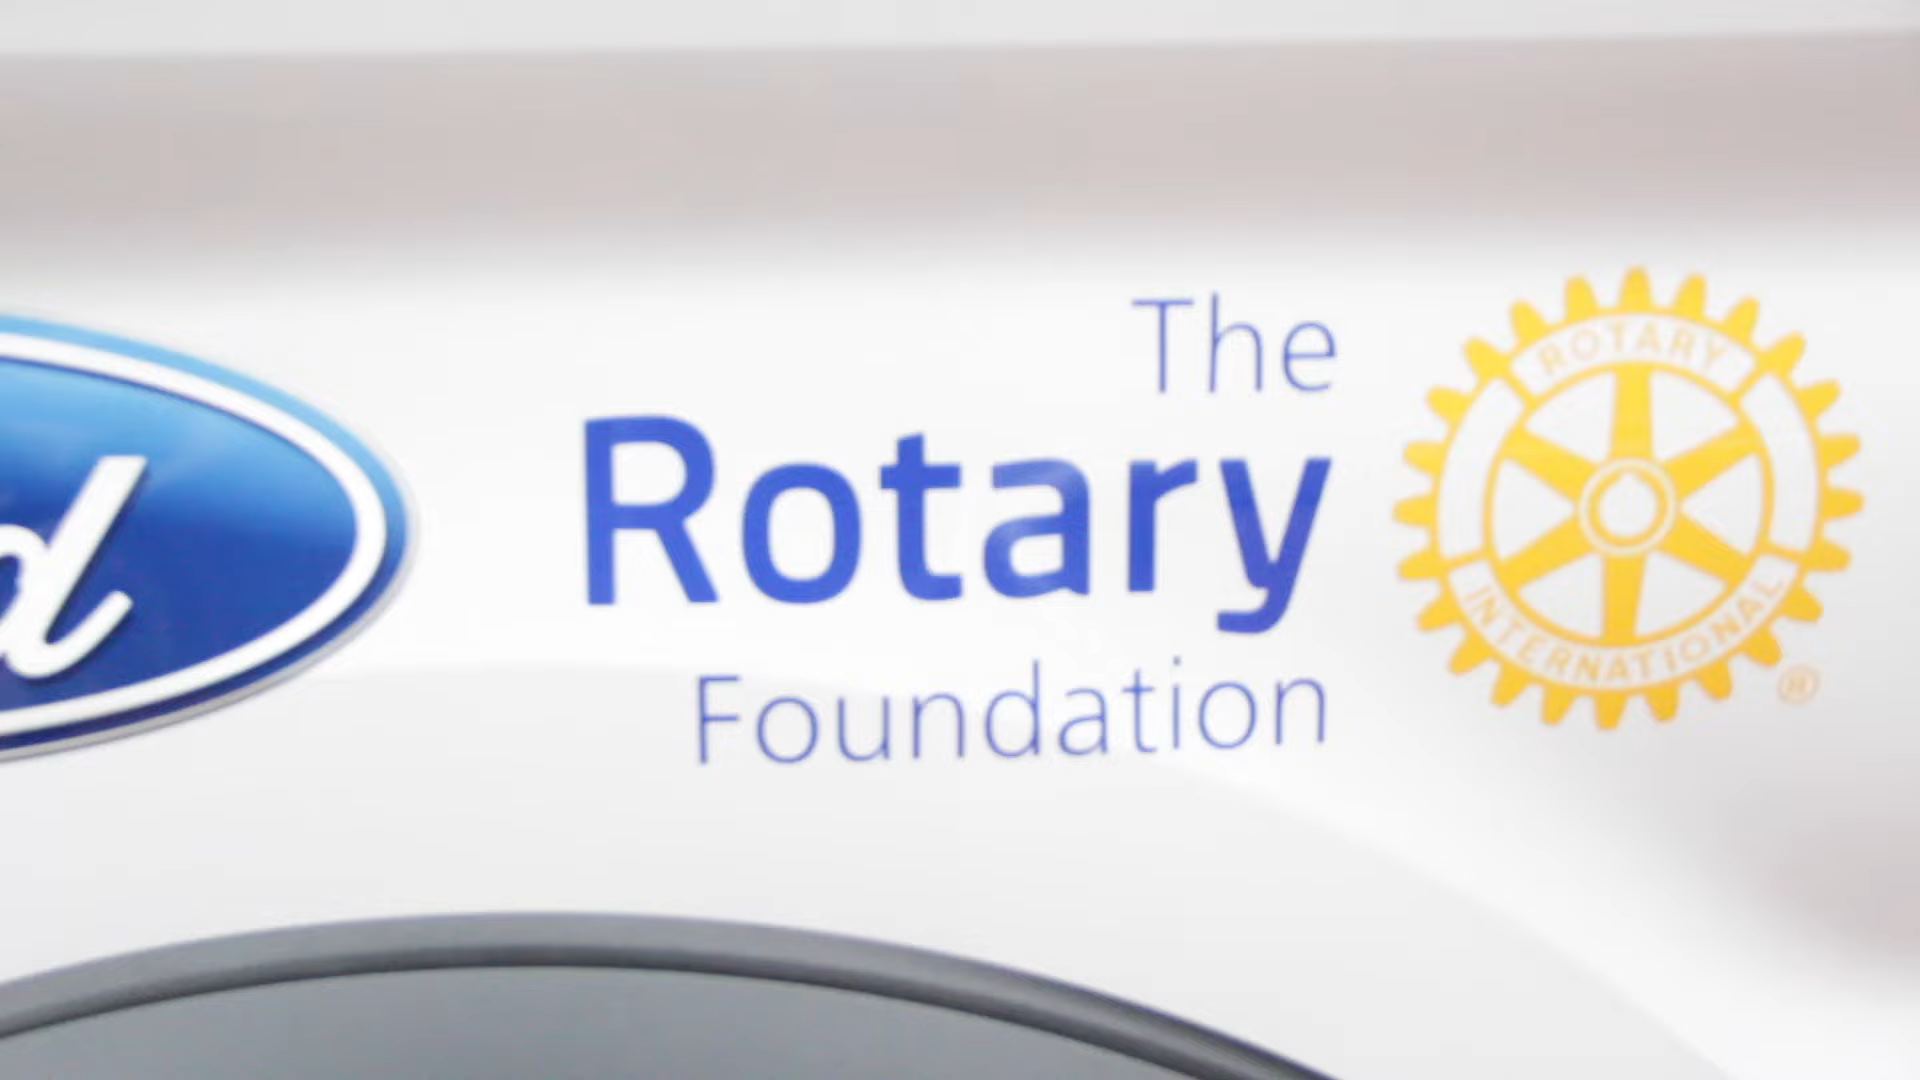 d
The
Rotary
Foundation
ROTARY
INTERNATIONAL
®